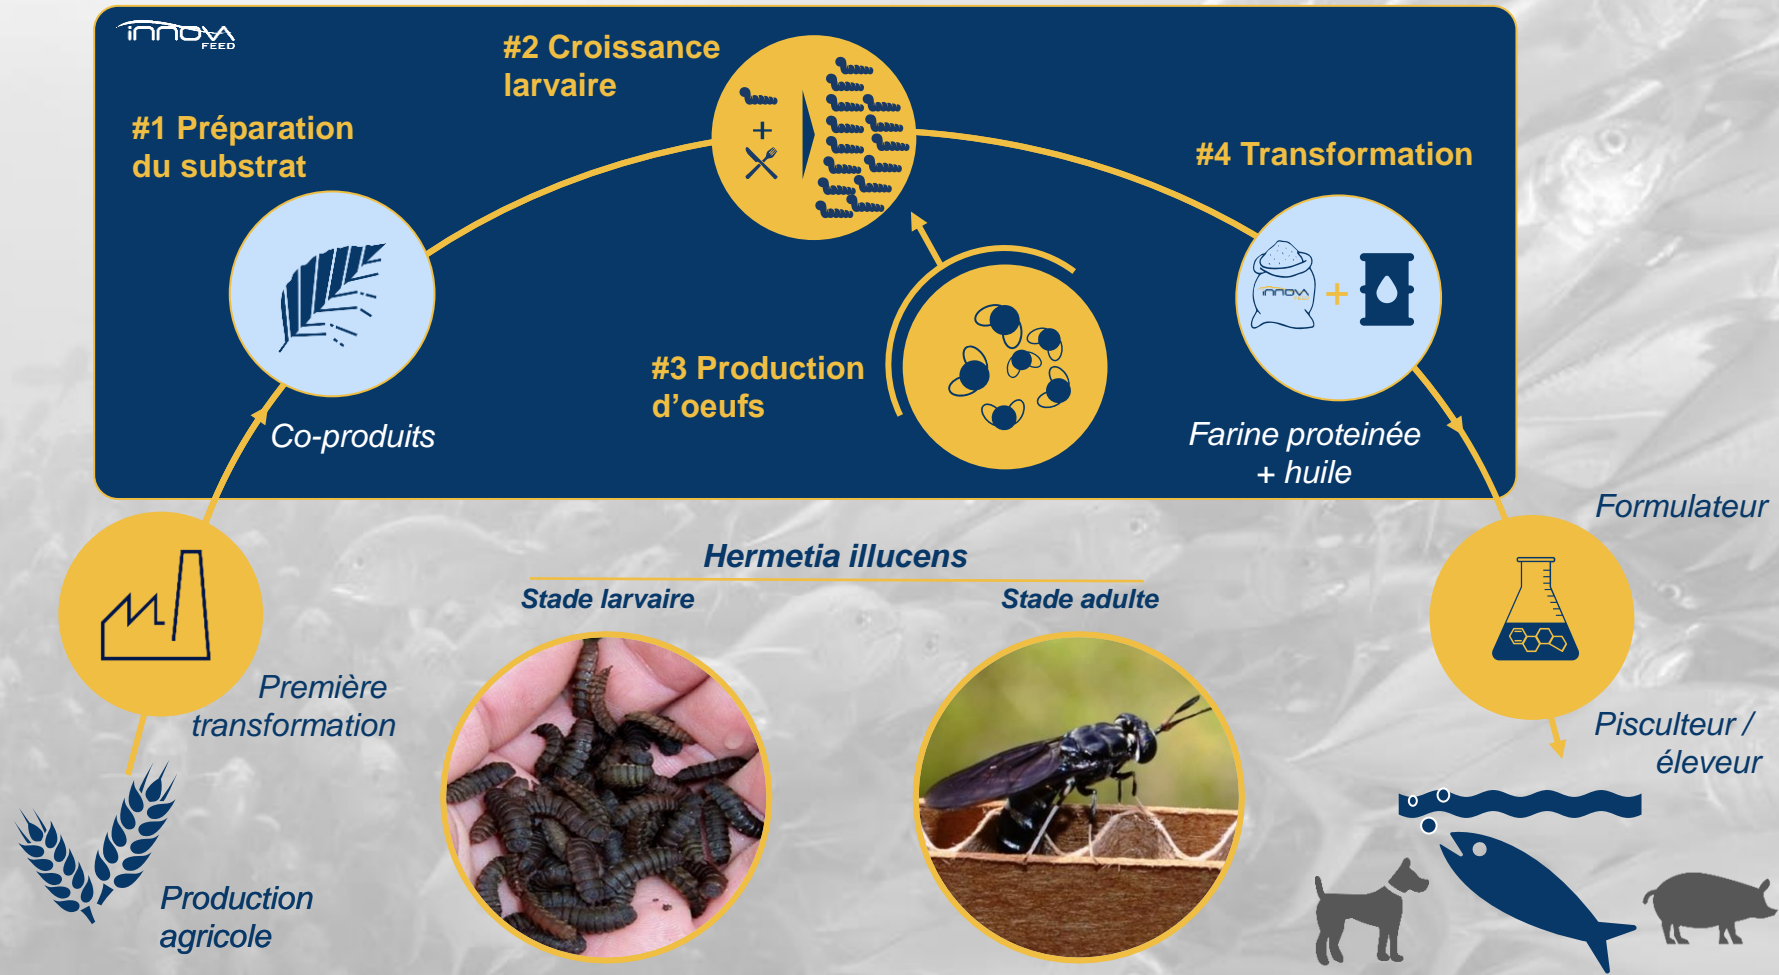 INNOVA
FEED
#1 Préparation
du substrat
Co-produits
#2 Croissance
larvaire
#3 Production
d’oeufs
#4 Transformation
INNOVA
FEED
Farine proteinée
+ huile
Première
transformation
Production
agricole
Hermetia illucens
Stade larvaire
Stade adulte
Formulateur
Pisculteur /
éleveur